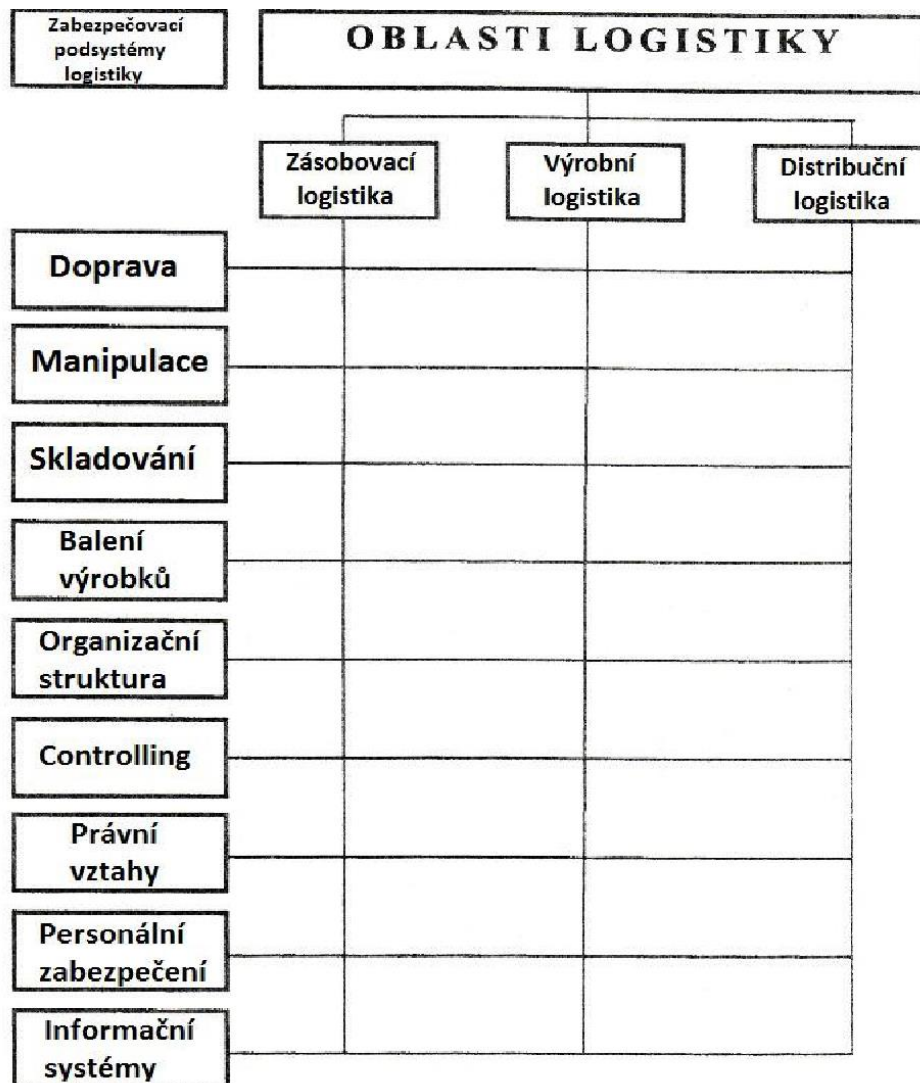 Zabezpečovací
podsystémy
logistiky
OBLASTI LOGISTIKY
Zásobovací
logistika
Výrobní
logistika
Distribuční
logistika
Doprava
Manipulace
Skladování
Balení
výrobků
Organizační
struktura
Controlling
Právní
vztahy
Personální
zabezpečení
Informační
systémy